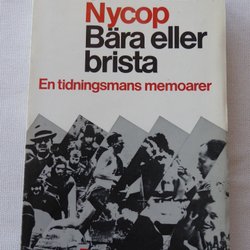 Nycop
Bära eller
brista
En tidningsmans memoarer